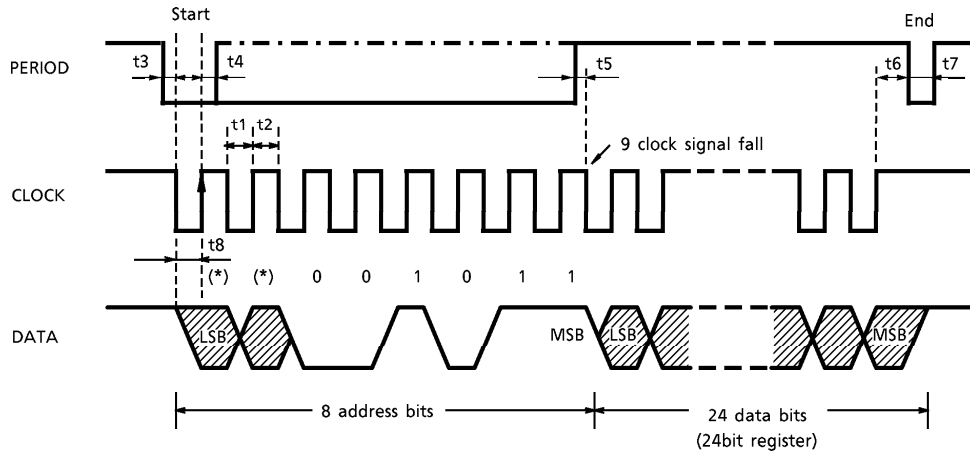 Start
End
PERIOD
t3
t4
t5
t6
t7
t1
t2
9 clock signal fall
CLOCK
t8
(*) (*) 0 0 1 0 1 1
DATA
LSB
MSB
LSB
MSB
8 address bits
24 data bits
(24bit register)